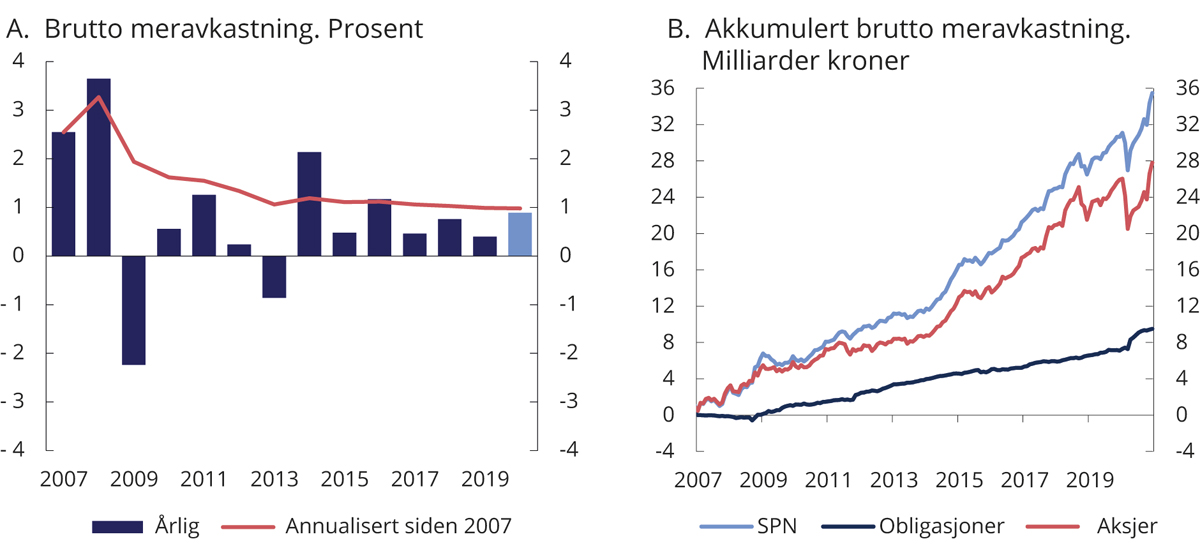 A. Brutto meravkastning. Prosent
4 4
3 3
2 2
1 1
0 0
- 1 -1
- 2 -2
- 3 -3
- 4 -4
2007 2009 2011 2013 2015 2017 2019
Årlig Annualisert siden 2007
B. Akkumulert brutto meravkastning.
Milliarder kroner
36 36
32 32
28 28
24 24
20 20
16 16
12 12
8 8
4 4
0 0
-4 -4
2007 2009 2011 2013 2015 2017 2019
SPN Obligasjoner Aksjer